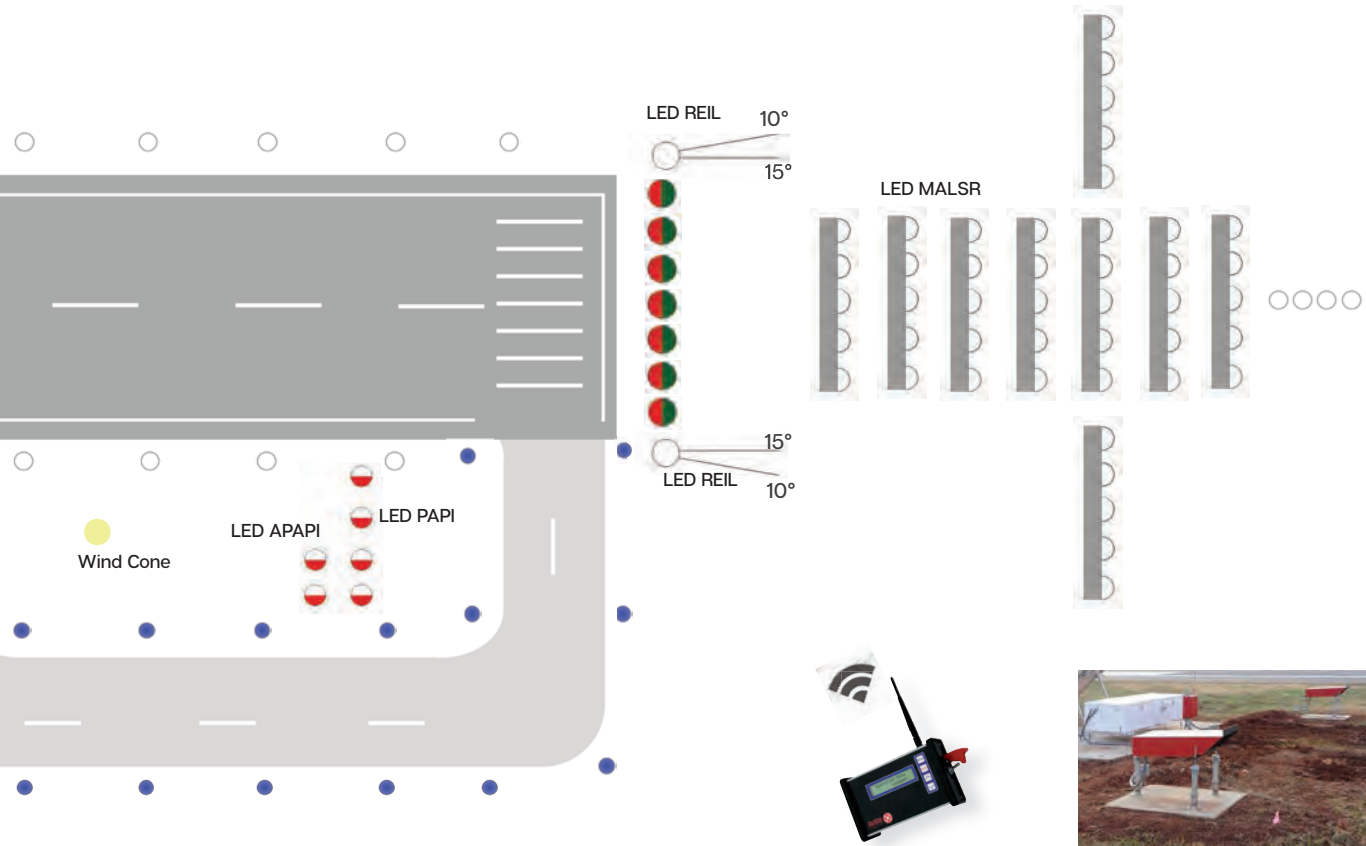 LED REIL
10°
15°
LED MALSR
15°
LED REIL
10°
LED APAPI
LED PAPI
Wind Cone